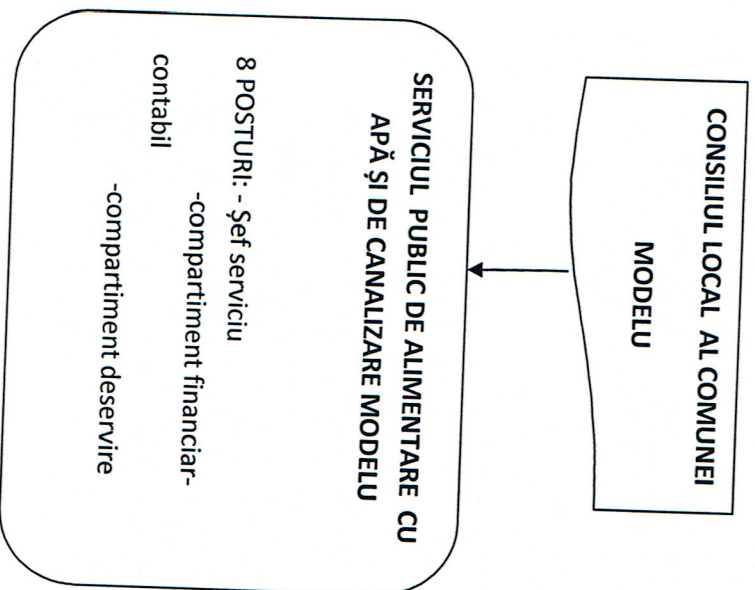 CONSILIUL LOCAL AL COMUNEI
MODELU
SERVICIUL PUBLIC DE ALIMENTARE CU
APĂ ŞI DE CANALIZARE MODELU
8 POSTURI: - Şef serviciu
-compartiment financiar-
contabil
-compartiment deservire